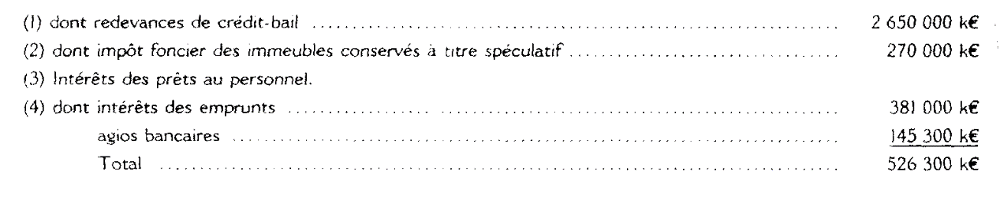 (1) dont redevances de crédit-bail ................................ 2 650 000 k€
(2) dont impôt foncier des immeubles conservés à titre spéculatif ................................ 270 000 k€
(3) Intérêts des prêts au personnel.
(4) dont intérêts des emprunts ................................ 381 000 k€
agios bancaires ................................ 145 300 k€
Total ................................ 526 300 k€